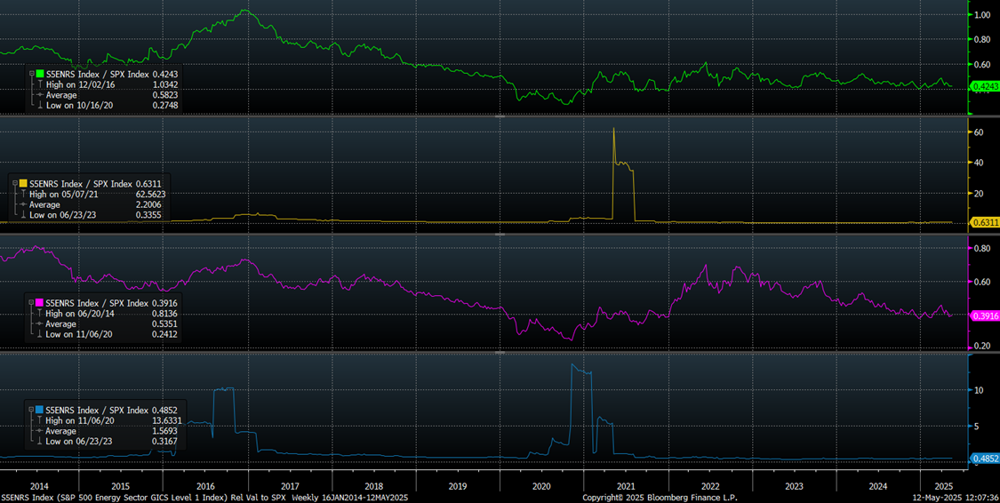 1.00
0.80
0.60
0.4243
S5ENRS Index / SPX Index 0.4243
High on 12/02/16 1.0342
Average 0.5823
Low on 10/16/20 0.2748
60
40
20
0.6311
S5ENRS Index / SPX Index 0.6311
High on 05/07/21 62.5623
Average 2.2006
Low on 06/23/23 0.3355
0.80
0.60
0.3916
0.20
S5ENRS Index / SPX Index 0.3916
High on 06/20/14 0.8136
Average 0.5351
Low on 11/06/20 0.2412
10
5
0.4852
S5ENRS Index / SPX Index 0.4852
High on 11/06/20 13.6331
Average 1.5693
Low on 06/23/23 0.3167
2014 2015 2016 2017 2018 2019 2020 2021 2022 2023 2024 2025
S5ENRS Index (S&P 500 Energy Sector GICS Level 1 Index) Rel Val to SPX Weekly 16JAN2014-12MAY2025 Copyright© 2025 Bloomberg Finance L.P. 12-May-2025 12:07:36